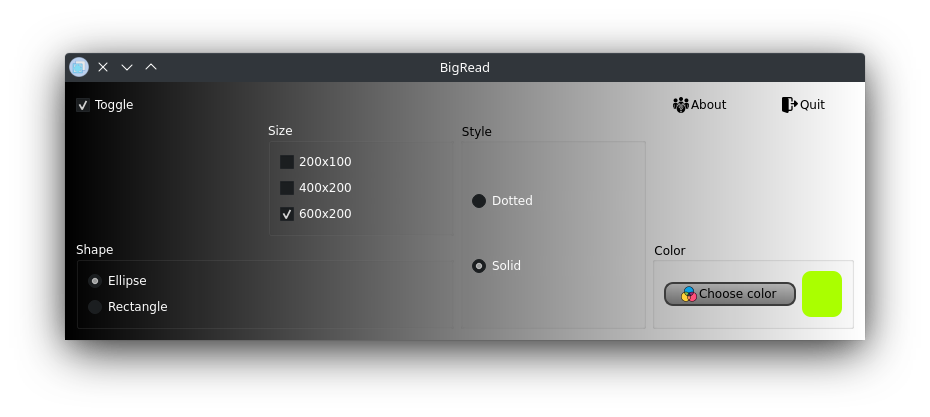 BigRead
Toggle
About
Quit
Size
200x100
400x200
600x200
Style
Dotted
Solid
Shape
Ellipse
Rectangle
Color
Choose color